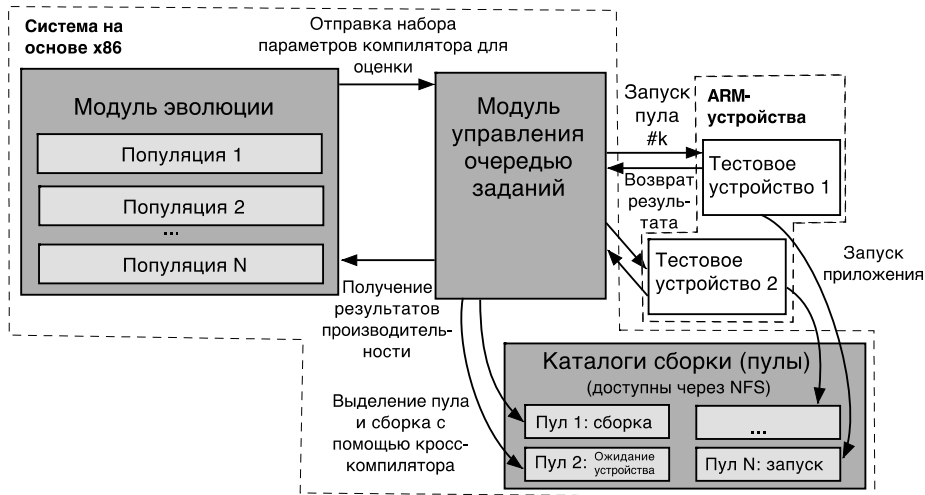 Система на
основе x86
Отправка набора
параметров компилятора для
оценки
Модуль эволюции
Популяция 1
Популяция 2
...
Популяция N
Модуль
управления
очередью
заданий
Запуск
пула
#k
ARM-
устройства
Тестовое
устройство 1
Возврат
резуль-
тата
Тестовое
устройство 2
Запуск
приложения
Получение
результатов
производитель-
ности
Выделение пула
и сборка с
помощью кросс-
компилятора
Каталоги сборки (пулы)
(доступны через NFS)
Пул 1: сборка
...
Пул 2: Ожидание
устройства
Пул N: запуск